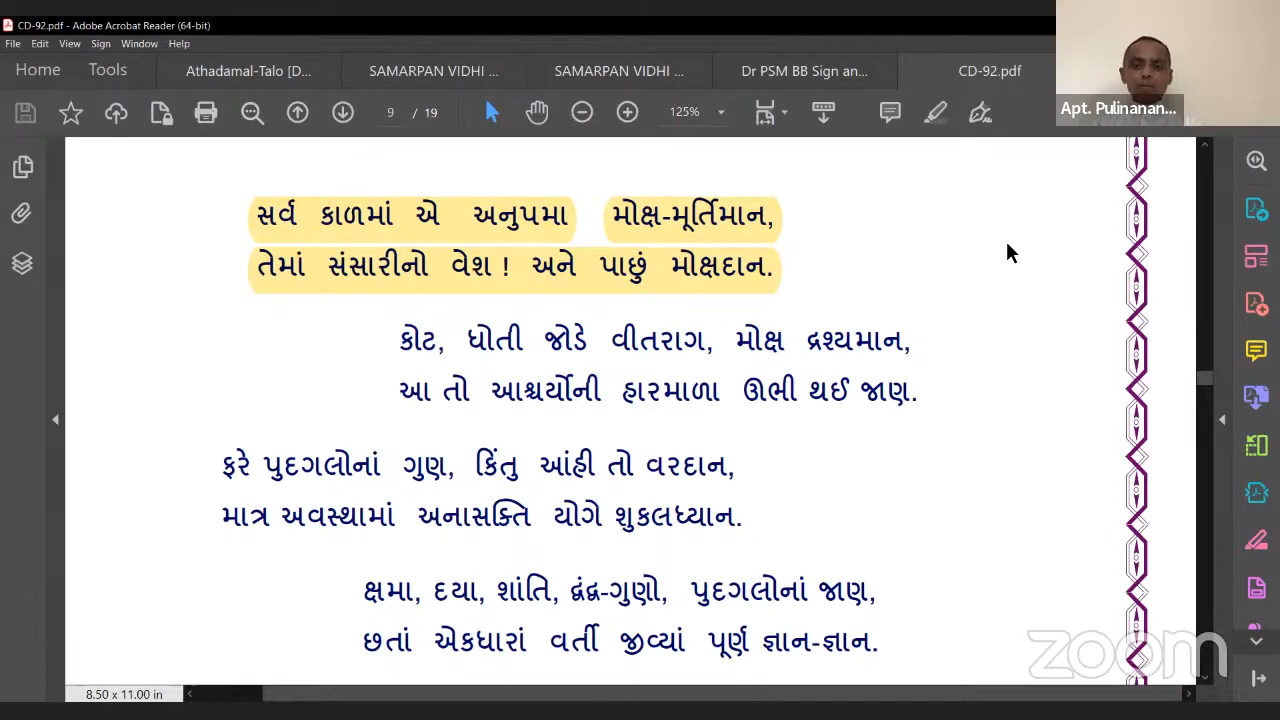 CD-92.pdf - Adobe Acrobat Reader (64-bit)
File Edit View Sign Window Help
Home Tools Athadamal-Talo [D... SAMARPAN VIDHI ... SAMARPAN VIDHI ... Dr PSM BB Sign an... CD-92.pdf
9 / 19 125%
Apt. Pulinanan...
સર્વ કાળમાં એ અનુપમા મોક્ષ-મૂર્તિમાન,
તેમાં સંસારીનો વેશ ! અને પાછું મોક્ષદાન.
કોટ, ધોતી જોડે વીતરાગ, મોક્ષ દ્રશ્યમાન,
આ તો આશ્ચર્યોની હારમાળા ઊભી થઈ જાણ.
ફરે પુદગલોનાં ગુણ, કિંતુ આંહી તો વરદાન,
માત્ર અવસ્થામાં અનાસક્તિ યોગે શુકલધ્યાન.
ક્ષમા, દયા, શાંતિ, દ્વંદ્વ-ગુણો, પુદગલોનાં જાણ,
છતાં એકધારાં વર્તી જીવ્યાં પૂર્ણ જ્ઞાન-જ્ઞાન.
zoom
8.50 x 11.00 in